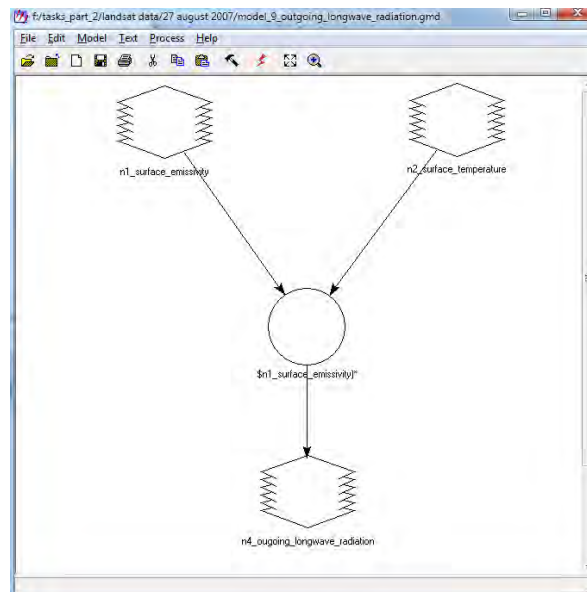 f:/tasks_part_2/landsat data/27 august 2007/model_9_outgoing_longwave_radiation.gmd
File Edit Model Text Process Help
n1_surface_emissivity
n2_surface_temperature
$n1_surface_emissivity)*
n4_ougoing_longwave_radiation